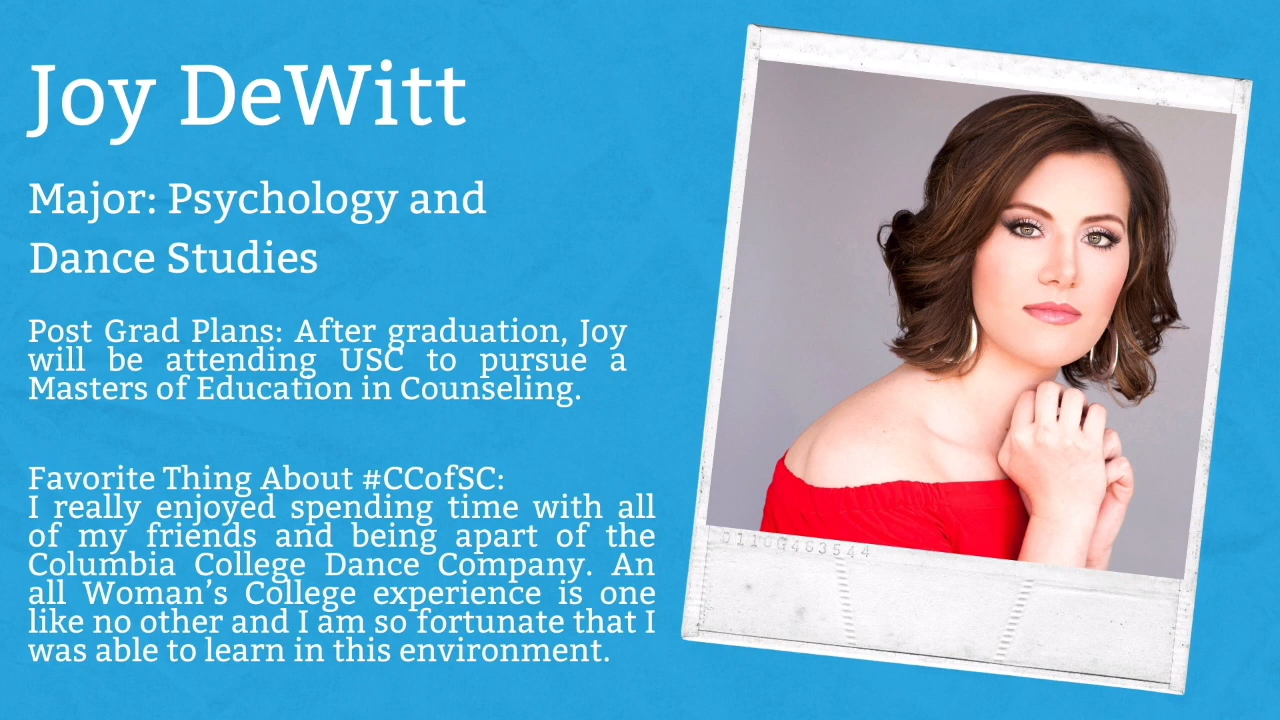 Joy DeWitt
Major: Psychology and
Dance Studies
Post Grad Plans: After graduation, Joy
will be attending USC to pursue a
Masters of Education in Counseling.
Favorite Thing About #CCofSC:
I really enjoyed spending time with all
of my friends and being apart of the
Columbia College Dance Company. An
all Woman’s College experience is one
like no other and I am so fortunate that I
was able to learn in this environment.
0110G463544